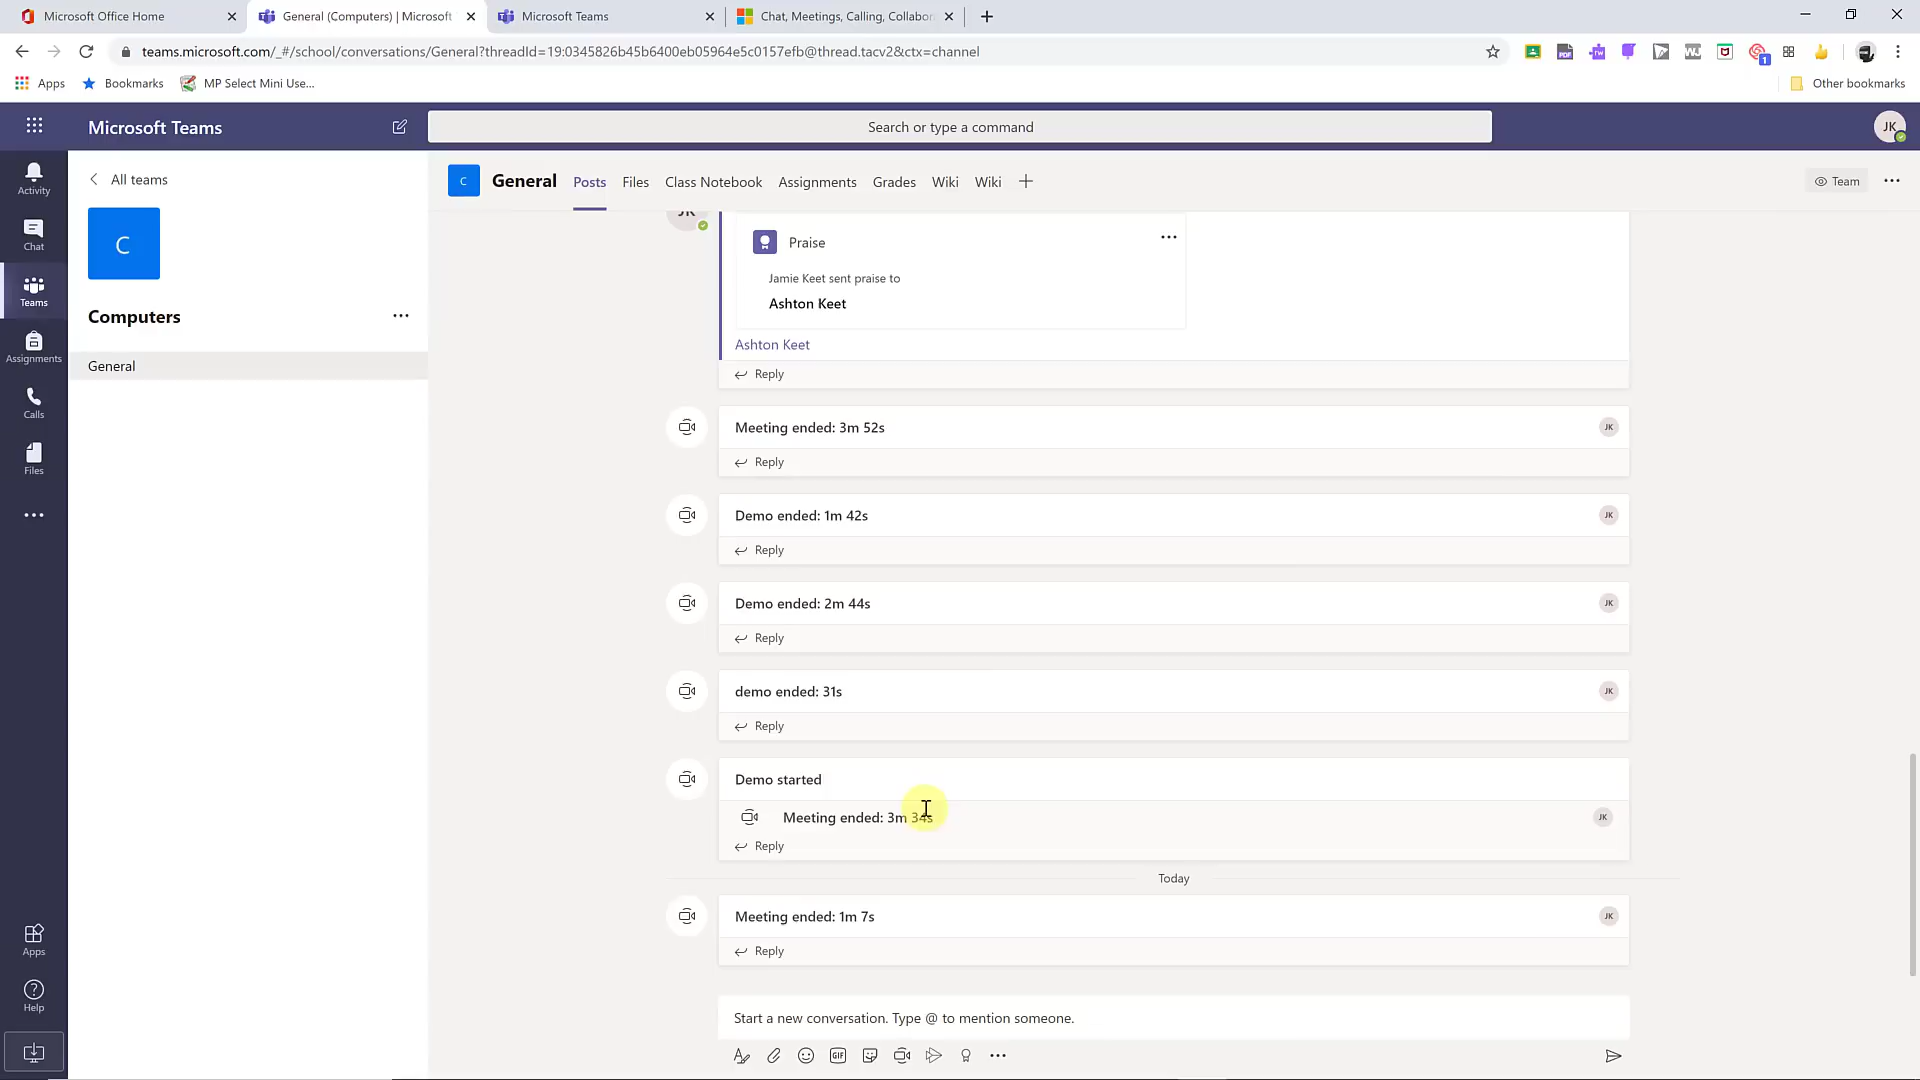 Microsoft Office Home
General (Computers) | Microsoft
Microsoft Teams
Chat, Meetings, Calling, Collabor
teams.microsoft.com/_#/school/conversations/General?threadId=19:0345826b45b6400eb05964e5c0157efb@thread.tacv2&ctx=channel
1
Apps
Bookmarks
MP Select Mini Use...
Other bookmarks
Microsoft Teams
Search or type a command
JK
Activity
Chat
Teams
Assignments
Calls
Files
Apps
Help
All teams
C
Computers
General
C
General
Posts
Files
Class Notebook
Assignments
Grades
Wiki
Wiki
Team
JK
Praise
Jamie Keet sent praise to
Ashton Keet
Ashton Keet
Reply
Meeting ended: 3m 52s
JK
Reply
Demo ended: 1m 42s
JK
Reply
Demo ended: 2m 44s
JK
Reply
demo ended: 31s
JK
Reply
Demo started
Meeting ended: 3m 34s
JK
Reply
Today
Meeting ended: 1m 7s
JK
Reply
Start a new conversation. Type @ to mention someone.
GIF